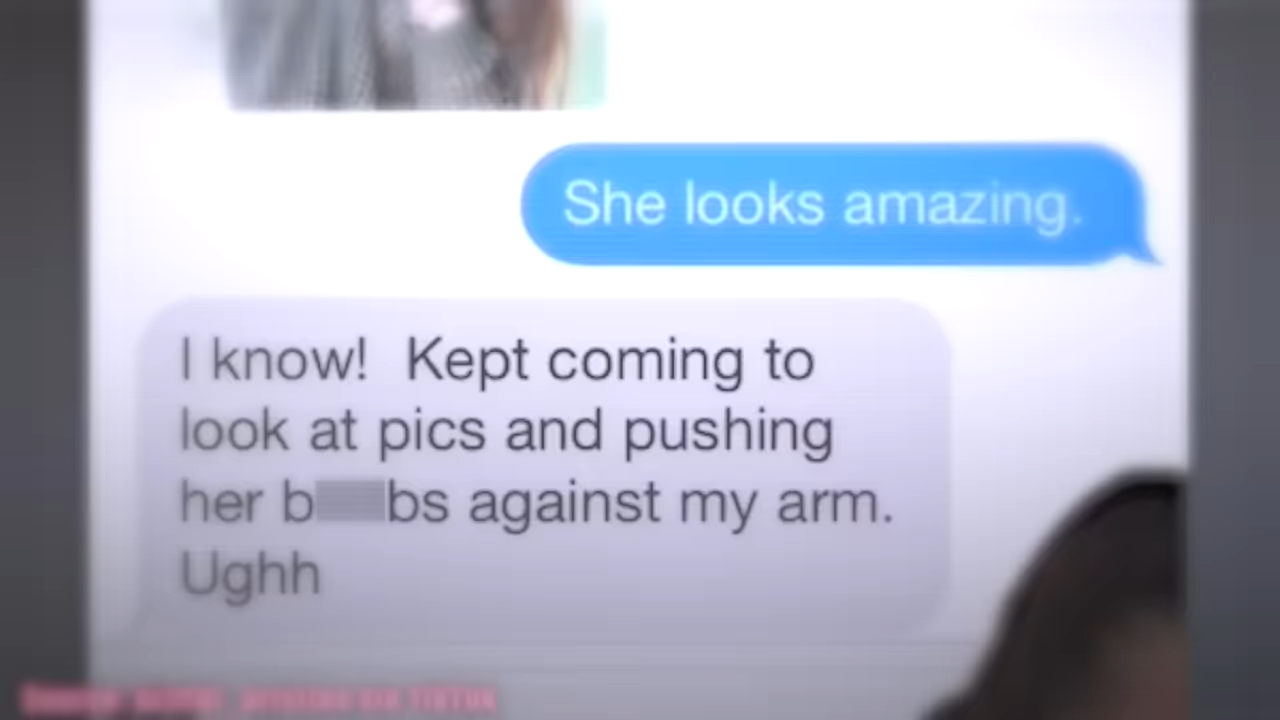 She looks amazing.
I know! Kept coming to
look at pics and pushing
her b bs against my arm.
Ughh